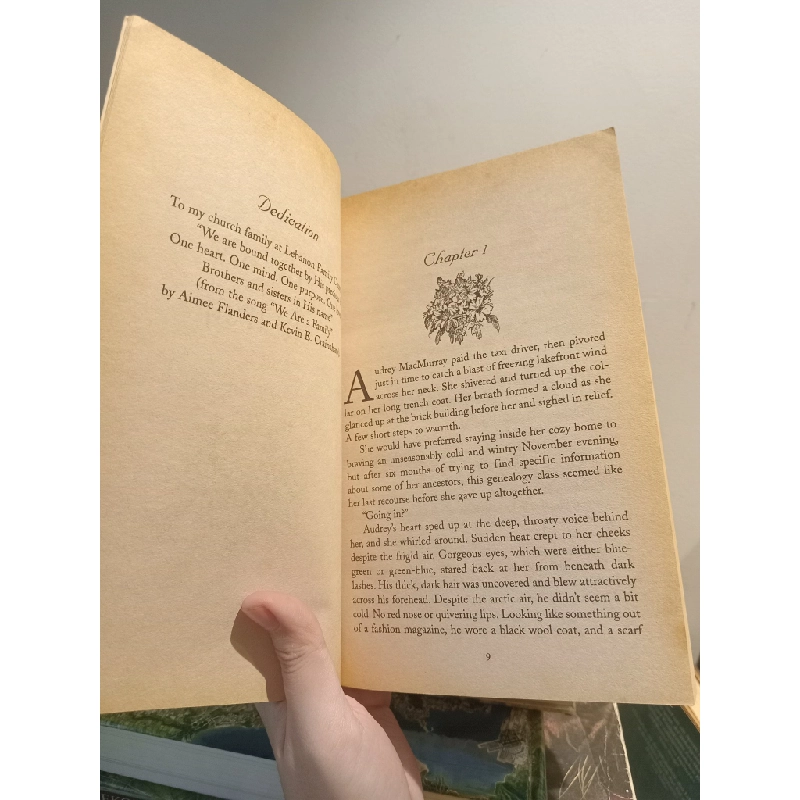 Dedication
To my church family at Lebanon Family
"We are bound together by His
One heart. One mind. One purpose.
Brothers and sisters in His name"
(from the song "We Are a Family"
by Aimee Flanders and Kevin B.
Chapter 1
Audrey MacMurray paid the taxi driver, then pivoted
just in time to catch a blast of freezing lakefront wind
across her neck. She shivered and turned up the col-
lar on her long trench coat. Her breath formed a cloud as she
glanced up at the brick building before her and sighed in relief.
A few short steps to warmth.
She would have preferred staying inside her cozy home to
braving an unseasonably cold and wintry November evening,
but after six months of trying to find specific information
about some of her ancestors, this genealogy class seemed like
her last recourse before she gave up altogether.
"Going in?"
Audrey's heart sped up at the deep, throaty voice behind
her, and she whirled around. Sudden heat crept to her cheeks
despite the frigid air. Gorgeous eyes, which were either blue-
green or green-blue, stared back at her from beneath dark
lashes. His thick, dark hair was uncovered and blew attractively
across his forehead. Despite the arctic air, he didn't seem a bit
cold. No red nose or quivering lips. Looking like something out
of a fashion magazine, he wore a black wool coat, and a scarf
9